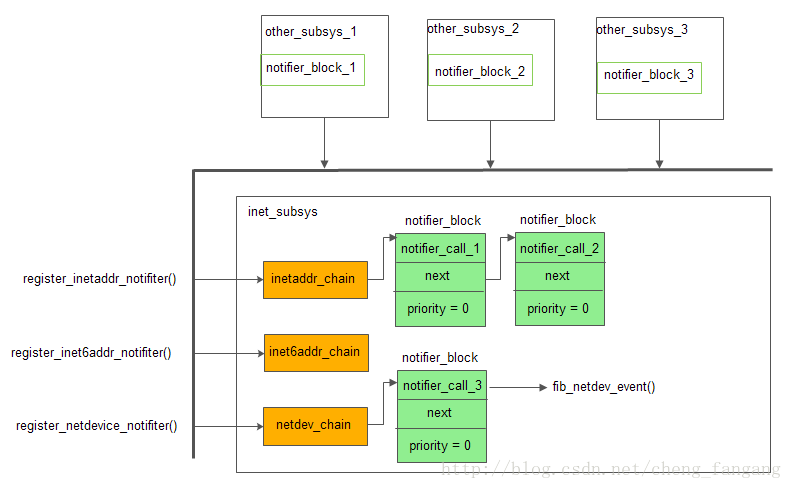 other_subsys_1
other_subsys_2
other_subsys_3
notifier_block_1
notifier_block_2
notifier_block_3
inet_subsys
notifier_block
notifier_block
notifier_call_1
notifier_call_2
register_inetaddr_notifiter()
inetaddr_chain
next
next
priority = 0
priority = 0
register_inet6addr_notifiter()
inet6addr_chain
notifier_block
notifier_call_3
fib_netdev_event()
register_netdevice_notifiter()
netdev_chain
next
priority = 0
http://blog.csdn.net/cheng_fangang